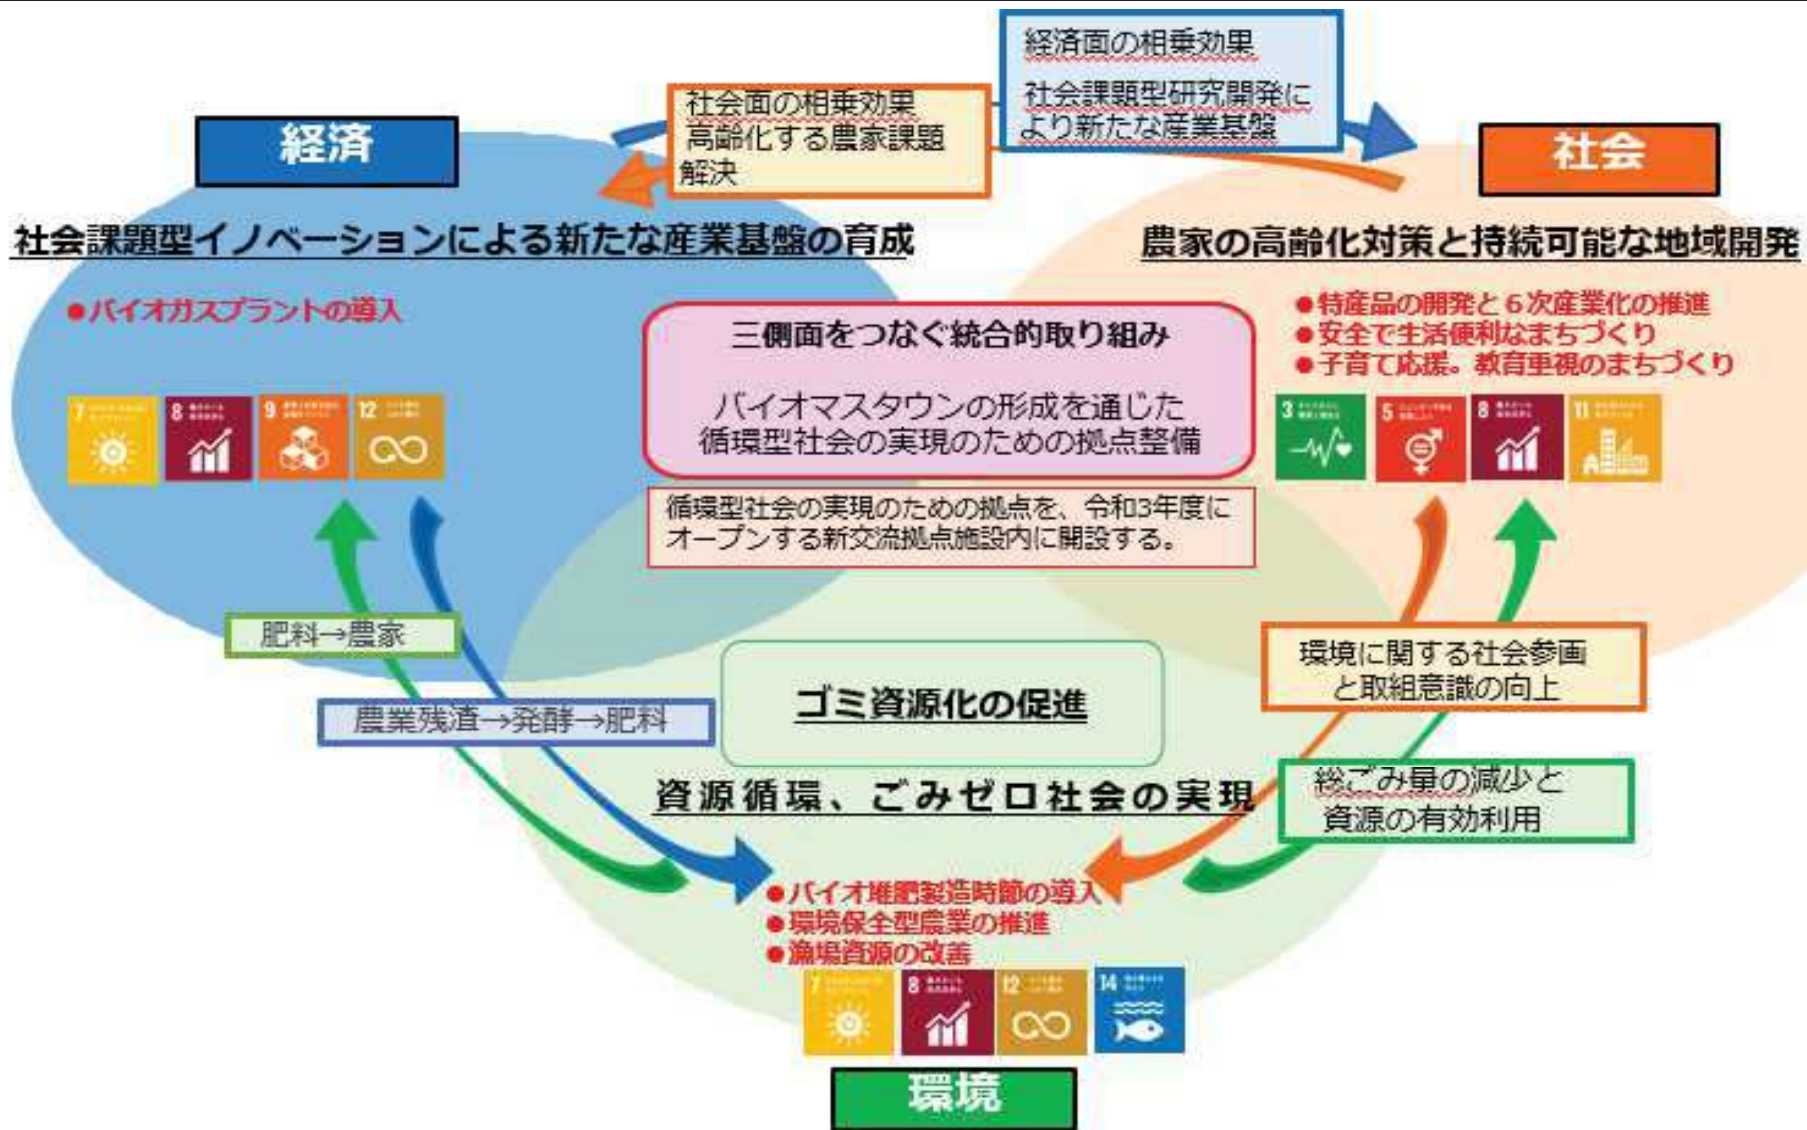 経済面の相乗効果
社会課題型研究開発に
より新たな産業基盤
社会面の相乗効果
高齢化する農家課題
解決
経済
社会
社会課題型イノベーションによる新たな産業基盤の育成
農家の高齢化対策と持続可能な地域開発
●バイオガスプラントの導入
●特産品の開発と６次産業化の推進
●安全で生活便利なまちづくり
●子育て応援。教育重視のまちづくり
三側面をつなぐ統合的取り組み
バイオマスタウンの形成を通じた
循環型社会の実現のための拠点整備
7
8
9
12
3
5
8
11
循環型社会の実現のための拠点を、令和3年度に
オープンする新交流拠点施設内に開設する。
肥料→農家
農業残渣→発酵→肥料
環境に関する社会参画
と取組意識の向上
ゴミ資源化の促進
総ごみ量の減少と
資源の有効利用
資源循環、ごみゼロ社会の実現
●バイオ堆肥製造時節の導入
●環境保全型農業の推進
●漁場資源の改善
7
8
12
14
環境